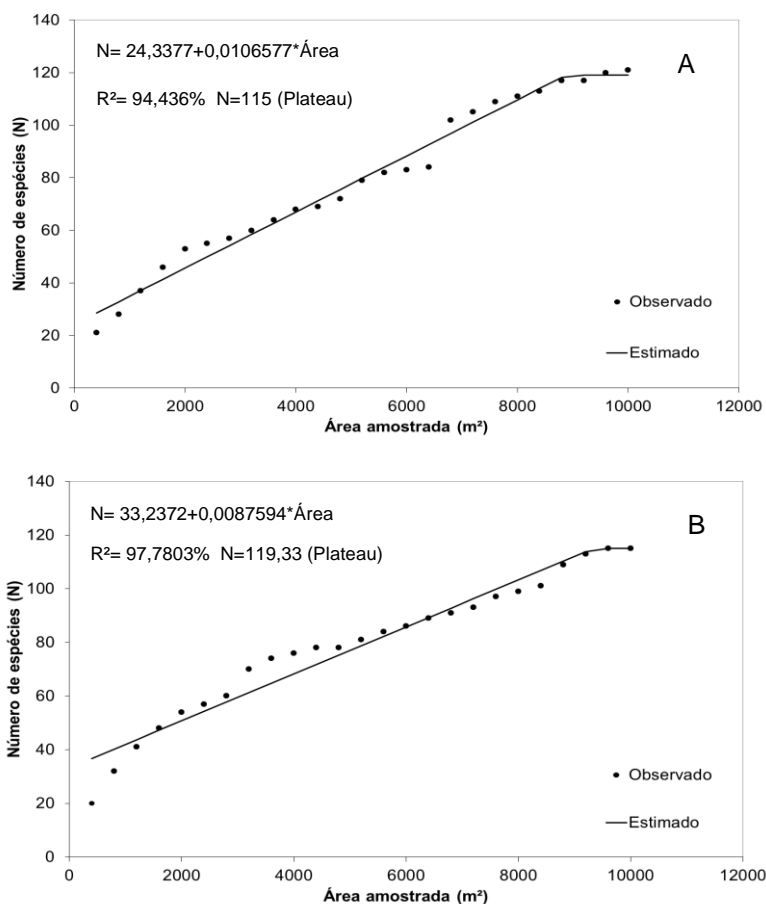 140
120
100
80
60
40
20
0
Número de espécies (N)
N= 24,3377+0,0106577*Área
A
R²= 94,436% N=115 (Plateau)
Observado
Estimado
0 2000 4000 6000 8000 10000 12000
Área amostrada (m²)
140
120
100
80
60
40
20
0
Número de espécies (N)
N= 33,2372+0,0087594*Área
B
R²= 97,7803% N=119,33 (Plateau)
Observado
Estimado
0 2000 4000 6000 8000 10000 12000
Área amostrada (m²)